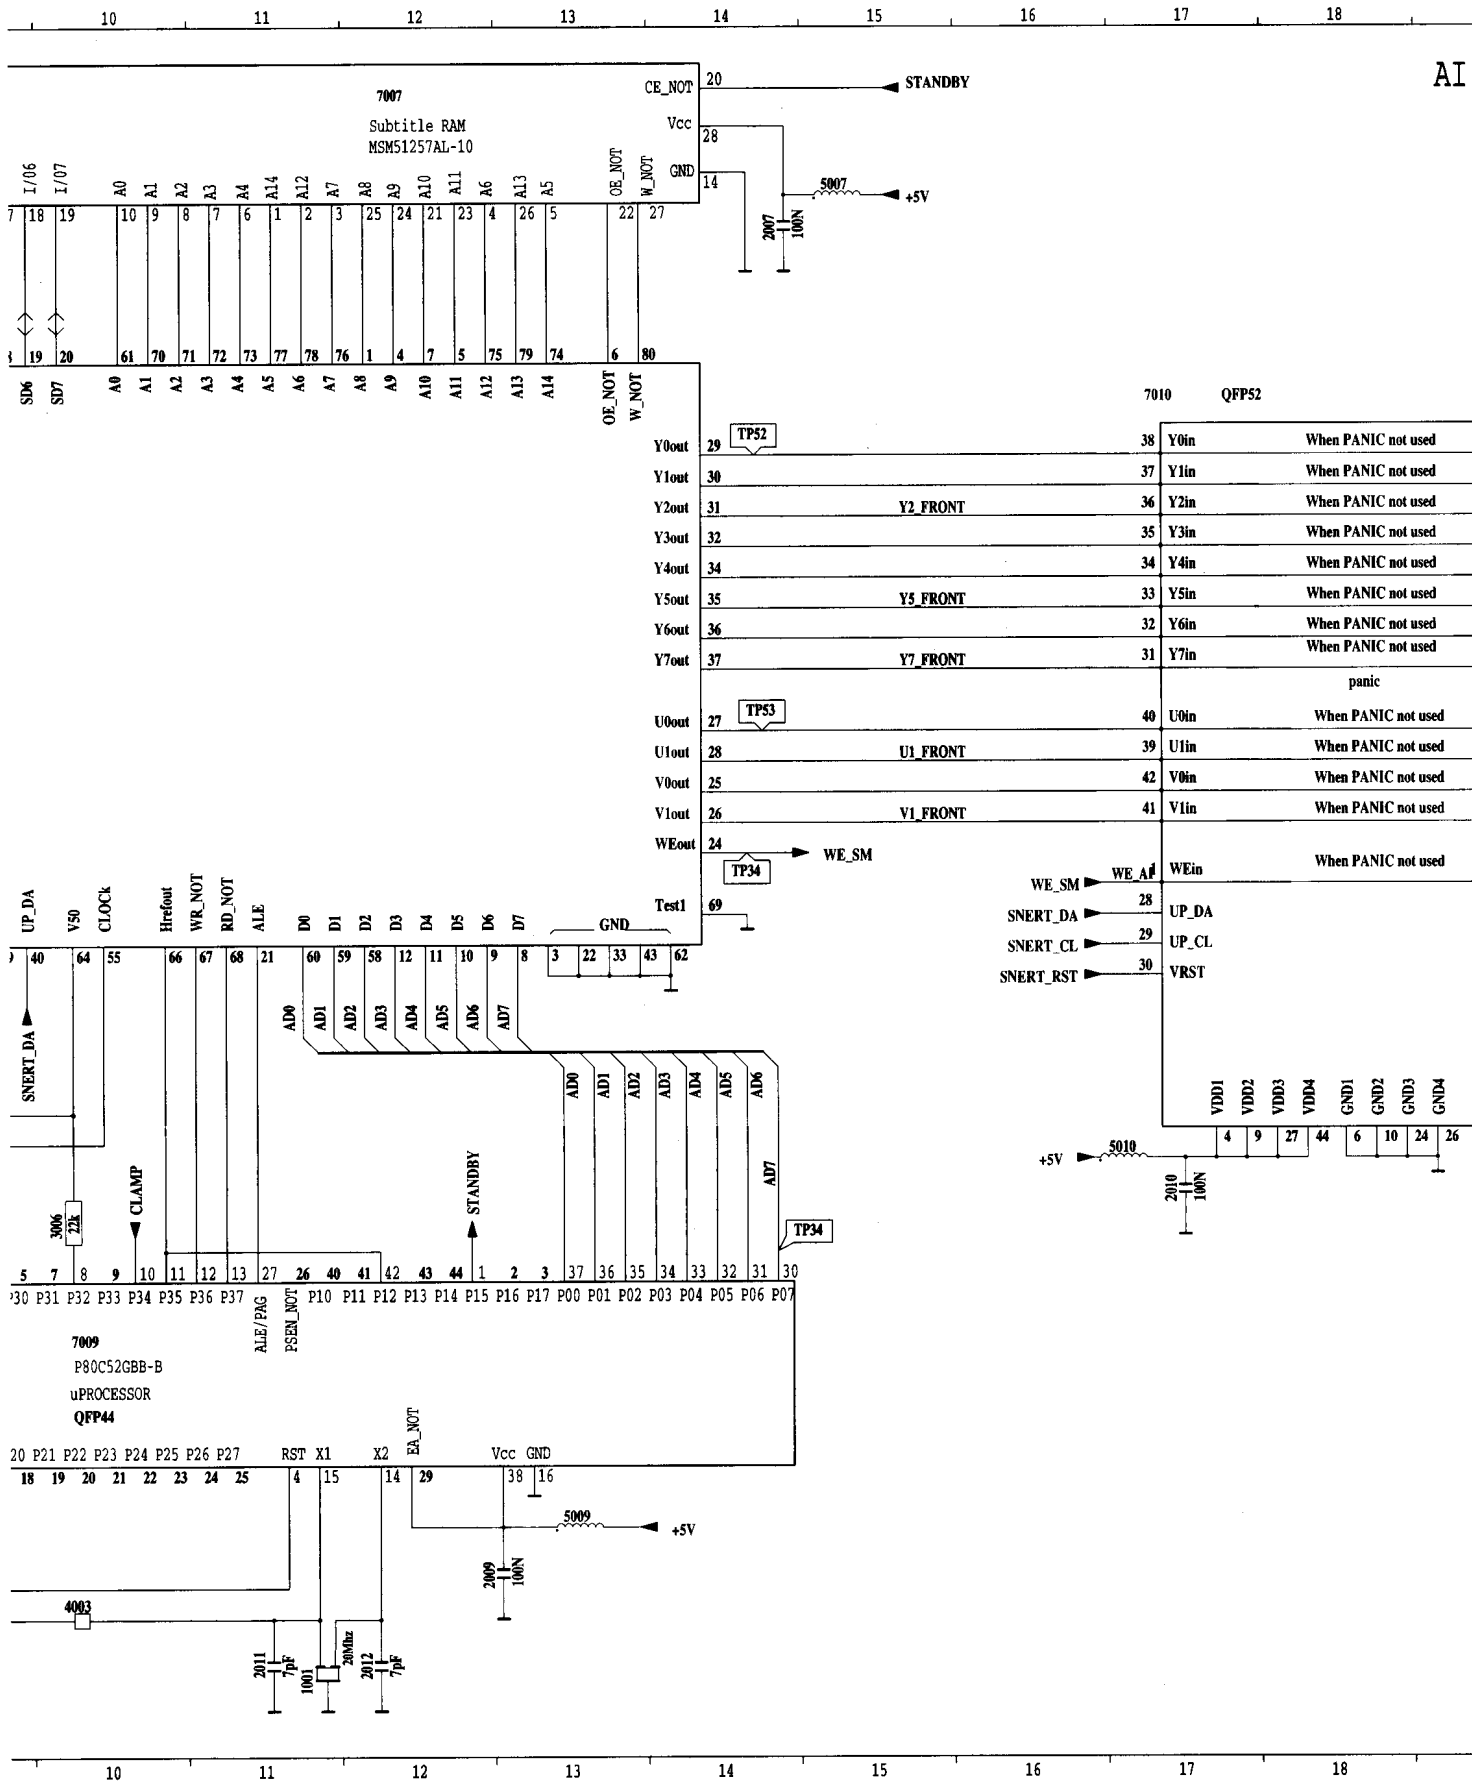 10 11 12 13 14 15 16 17 18
AI
7007
Subtitle RAM
MSM51257AL-10
CE_NOT 20 STANDBY
Vcc 28
GND 14
5007 +5V
2007 100N
I/06 I/07 A0 A1 A2 A3 A4 A14 A12 A7 A8 A9 A10 A11 A6 A13 A5 OE_NOT W_NOT
7 18 19 10 9 8 7 6 1 2 3 25 24 21 23 4 26 5 22 27
19 20 61 70 71 72 73 77 78 76 1 4 7 5 75 79 74 6 80
SD6 SD7 A0 A1 A2 A3 A4 A5 A6 A7 A8 A9 A10 A11 A12 A13 A14 OE_NOT W_NOT
7010 QFP52
Y0out 29 TP52 38 Y0in When PANIC not used
Y1out 30 37 Y1in When PANIC not used
Y2out 31 Y2_FRONT 36 Y2in When PANIC not used
Y3out 32 35 Y3in When PANIC not used
Y4out 34 34 Y4in When PANIC not used
Y5out 35 Y5_FRONT 33 Y5in When PANIC not used
Y6out 36 32 Y6in When PANIC not used
Y7out 37 Y7_FRONT 31 Y7in When PANIC not used
panic
U0out 27 TP53 40 U0in When PANIC not used
U1out 28 U1_FRONT 39 U1in When PANIC not used
V0out 25 42 V0in When PANIC not used
V1out 26 V1_FRONT 41 V1in When PANIC not used
WEout 24 TP34 WE_SM
WE_SM 1 WEin When PANIC not used
SNERT_DA 28 UP_DA
SNERT_CL 29 UP_CL
SNERT_RST 30 VRST
Test1 69
UP_DA V50 CLOCk Hrefout WR_NOT RD_NOT ALE D0 D1 D2 D3 D4 D5 D6 D7 GND
9 40 64 55 66 67 68 21 60 59 58 12 11 10 9 8 3 22 33 43 62
SNERT_DA
AD0 AD1 AD2 AD3 AD4 AD5 AD6 AD7
AD0 AD1 AD2 AD3 AD4 AD5 AD6 AD7
VDD1 VDD2 VDD3 VDD4 GND1 GND2 GND3 GND4
4 9 27 44 6 10 24 26
+5V 5010
2010 100N
3006 22k
CLAMP
STANDBY
TP34
5 7 8 9 10 11 12 13 27 26 40 41 42 43 44 1 2 3 37 36 35 34 33 32 31 30
P30 P31 P32 P33 P34 P35 P36 P37 ALE/PAG PSEN_NOT P10 P11 P12 P13 P14 P15 P16 P17 P00 P01 P02 P03 P04 P05 P06 P07
7009
P80C52GBB-B
uPROCESSOR
QFP44
20 P21 P22 P23 P24 P25 P26 P27 RST X1 X2 EA_NOT Vcc GND
18 19 20 21 22 23 24 25 4 15 14 29 38 16
5009 +5V
2009 100N
4003
2011 7pF
1001 20Mhz
2012 7pF
10 11 12 13 14 15 16 17 18